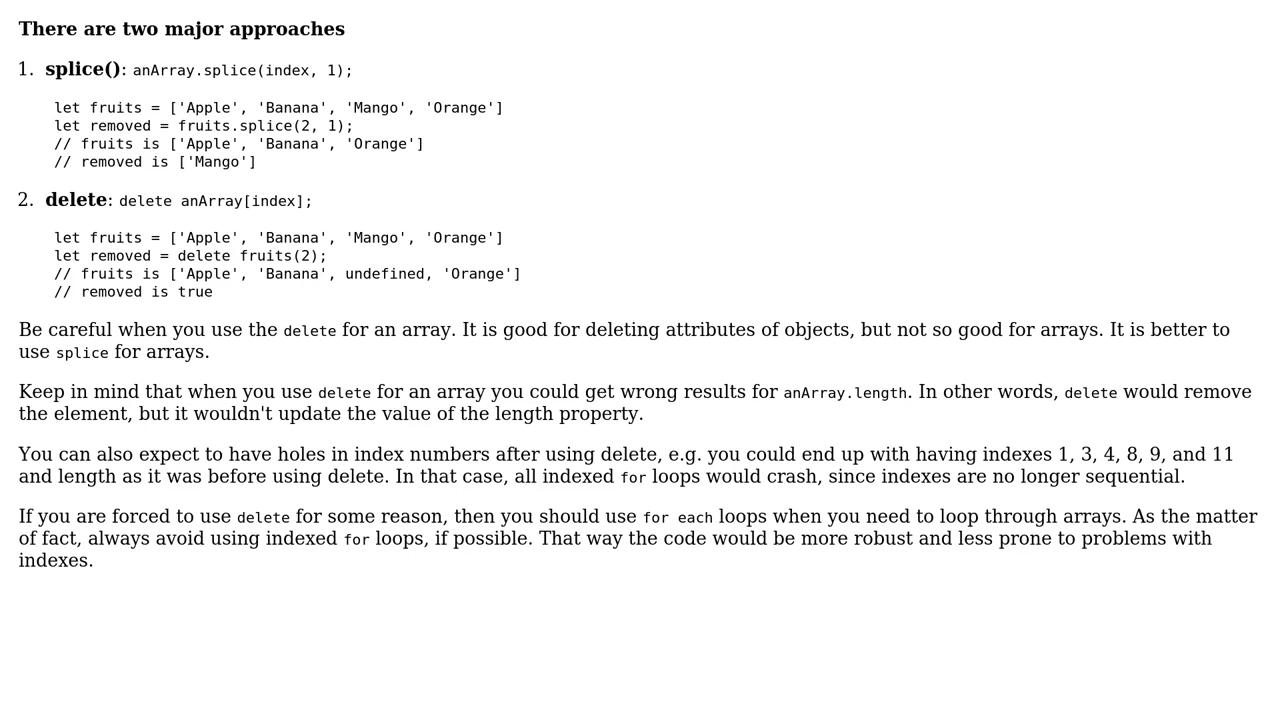 There are two major approaches
1. splice(): anArray.splice(index, 1);
let fruits = ['Apple', 'Banana', 'Mango', 'Orange']
let removed = fruits.splice(2, 1);
// fruits is ['Apple', 'Banana', 'Orange']
// removed is ['Mango']
2. delete: delete anArray[index];
let fruits = ['Apple', 'Banana', 'Mango', 'Orange']
let removed = delete fruits(2);
// fruits is ['Apple', 'Banana', undefined, 'Orange']
// removed is true
Be careful when you use the delete for an array. It is good for deleting attributes of objects, but not so good for arrays. It is better to
use splice for arrays.
Keep in mind that when you use delete for an array you could get wrong results for anArray.length. In other words, delete would remove
the element, but it wouldn't update the value of the length property.
You can also expect to have holes in index numbers after using delete, e.g. you could end up with having indexes 1, 3, 4, 8, 9, and 11
and length as it was before using delete. In that case, all indexed for loops would crash, since indexes are no longer sequential.
If you are forced to use delete for some reason, then you should use for each loops when you need to loop through arrays. As the matter
of fact, always avoid using indexed for loops, if possible. That way the code would be more robust and less prone to problems with
indexes.